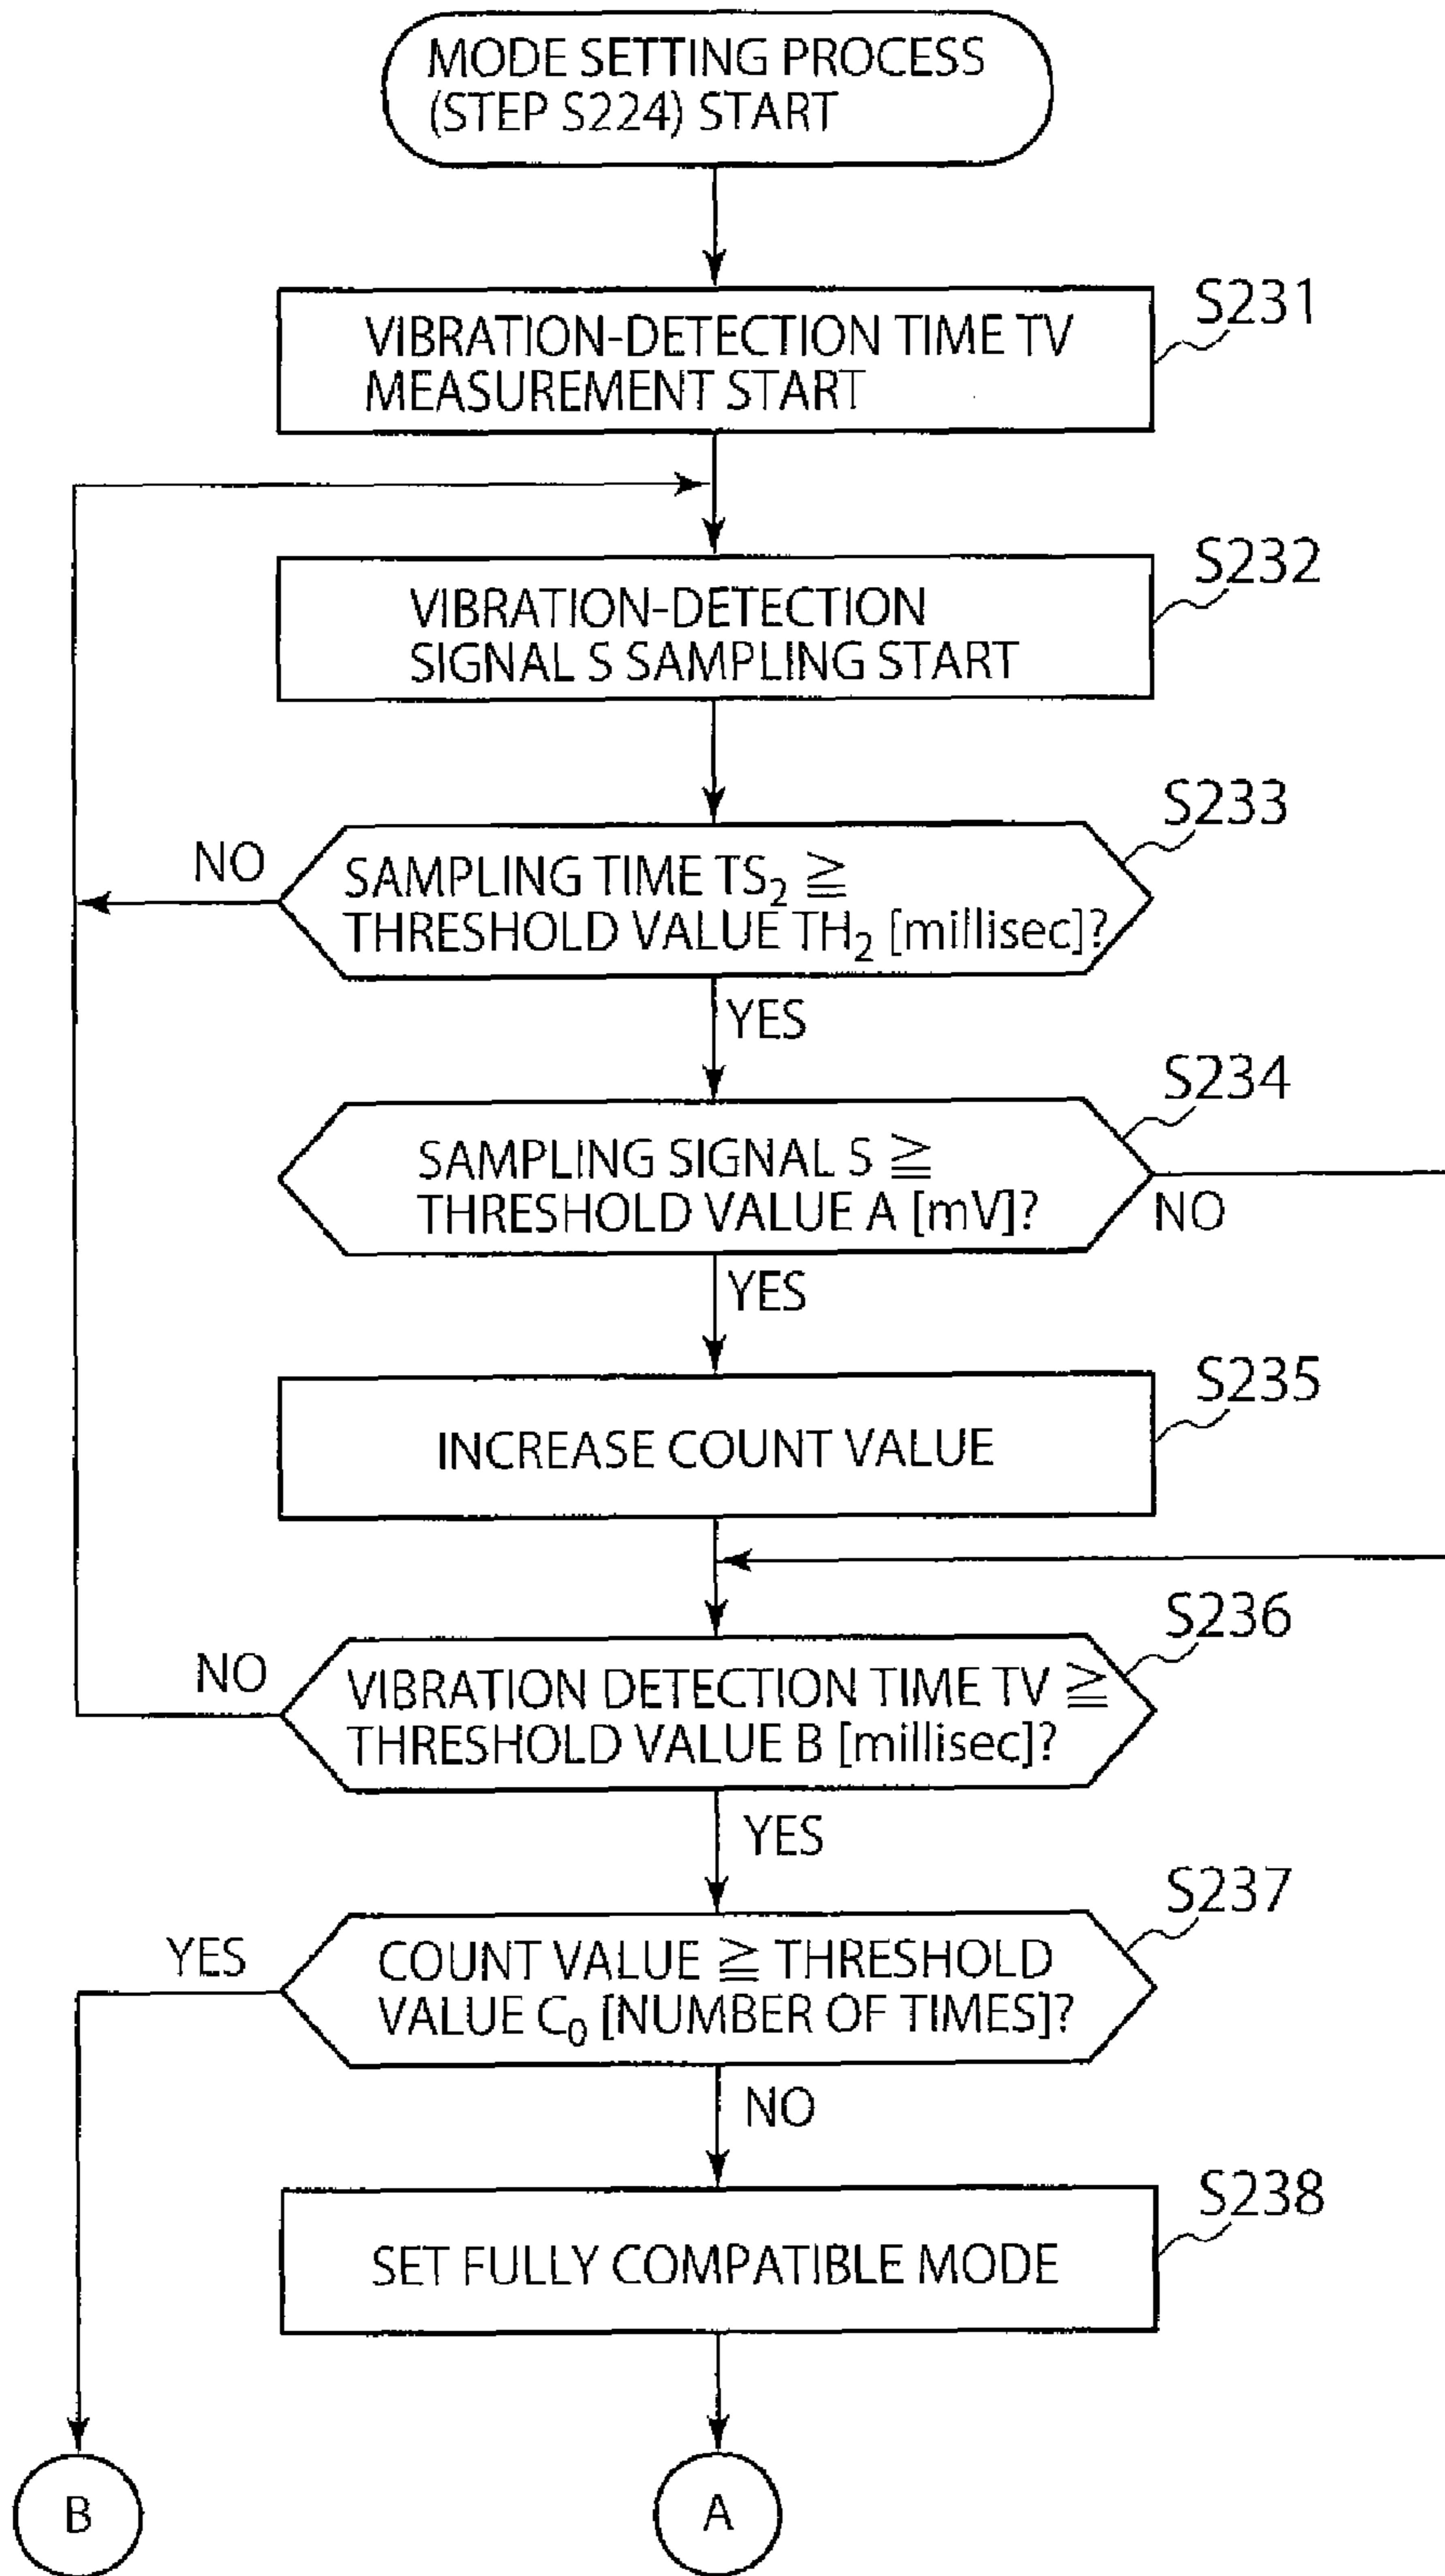 MODE SETTING PROCESS
(STEP S224) START
S231
VIBRATION-DETECTION TIME TV
MEASUREMENT START
S232
VIBRATION-DETECTION
SIGNAL S SAMPLING START
S233
NO
SAMPLING TIME TS₂ ≧
THRESHOLD VALUE TH₂ [millisec]?
YES
S234
SAMPLING SIGNAL S ≧
THRESHOLD VALUE A [mV]?
NO
YES
S235
INCREASE COUNT VALUE
S236
NO
VIBRATION DETECTION TIME TV ≧
THRESHOLD VALUE B [millisec]?
YES
S237
YES
COUNT VALUE ≧ THRESHOLD
VALUE C₀ [NUMBER OF TIMES]?
NO
S238
SET FULLY COMPATIBLE MODE
B
A